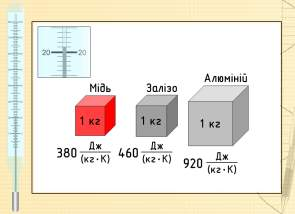 20 20
Мідь Залізо Алюміній
1 кг 1 кг 1 кг
380 Дж/(кг·К) 460 Дж/(кг·К) 920 Дж/(кг·К)